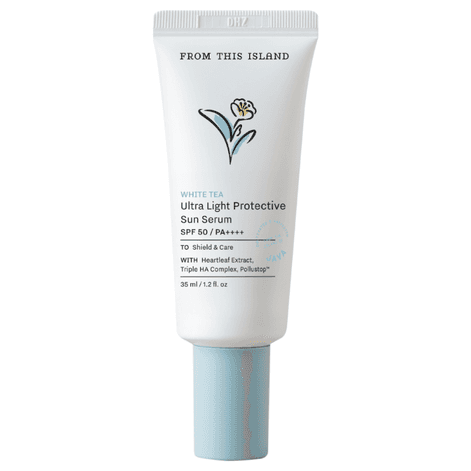 FROM THIS ISLAND
WHITE TEA
Ultra Light Protective
Sun Serum
SPF 50 / PA++++
TO Shield & Care
WITH Heartleaf Extract,
Triple HA Complex, Pollustop™
35 ml / 1.2 fl. oz